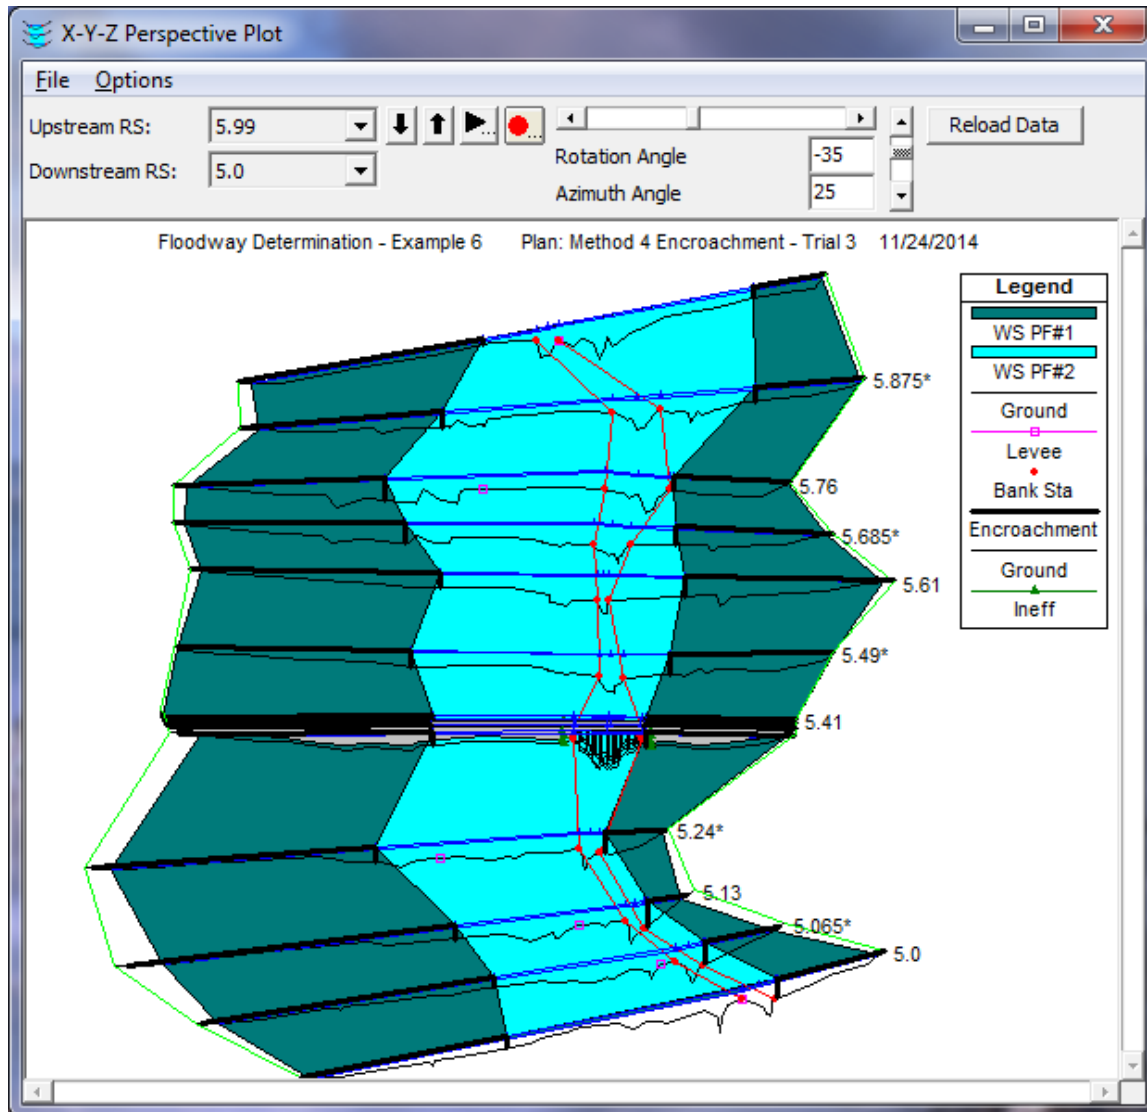 X-Y-Z Perspective Plot
File Options
Upstream RS: 5.99
Reload Data
Rotation Angle -35
Downstream RS: 5.0
Azimuth Angle 25
Floodway Determination - Example 6 Plan: Method 4 Encroachment - Trial 3 11/24/2014
Legend
WS PF#1
WS PF#2
Ground
Levee
Bank Sta
Encroachment
Ground
Ineff
5.875*
5.76
5.685*
5.61
5.49*
5.41
5.24*
5.13
5.065*
5.0